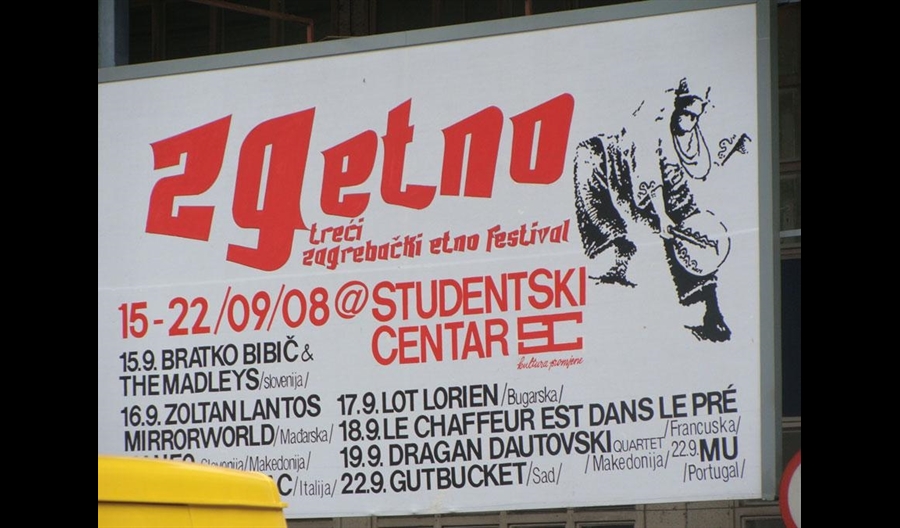 zgetno
treći
zagrebački etno festival
15-22/09/08@STUDENTSKI
CENTAR SC
kultura promjene
15.9. BRATKO BIBIČ &
THE MADLEYS/slovenija/
16.9. ZOLTAN LANTOS
MIRRORWORLD/Mađarska/
Slovenija/Makedonija/
C/Italija/
17.9. LOT LORIEN/Bugarska/
18.9. LE CHAFFEUR EST DANS LE PRÉ
/Francuska/
19.9. DRAGAN DAUTOVSKI QUARTET
/Makedonija/
22.9. GUTBUCKET/Sad/
22.9. MU
/Portugal/